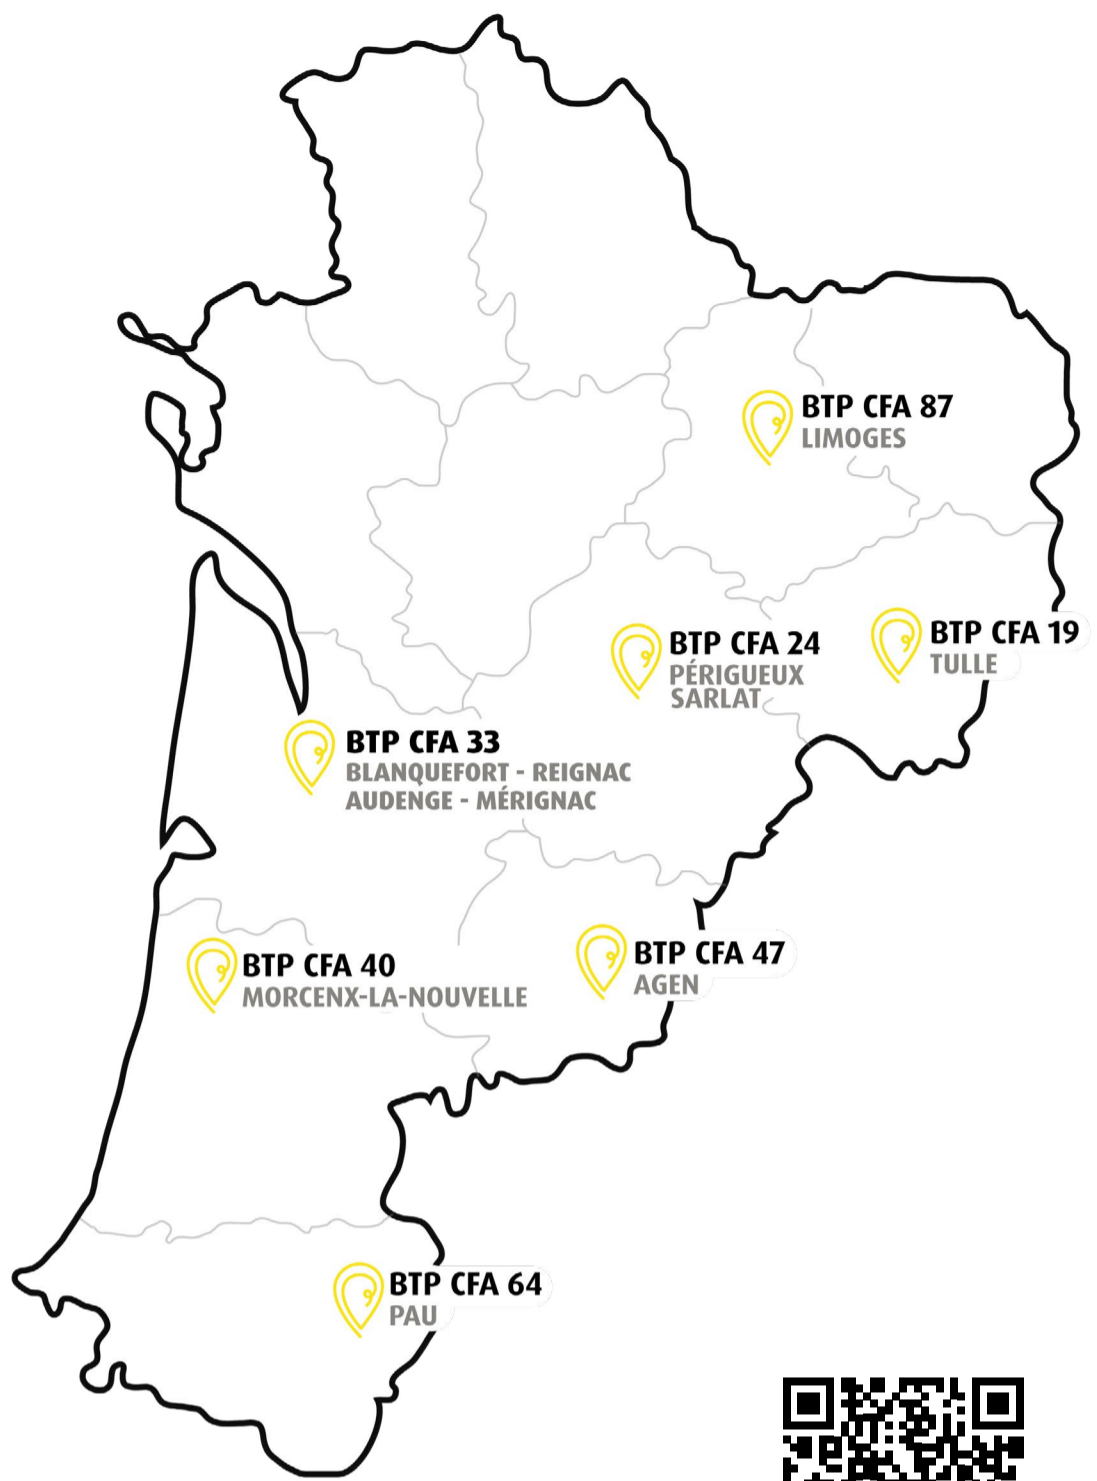 BTP CFA 87
LIMOGES
BTP CFA 19
TULLE
BTP CFA 24
PÉRIGUEUX
SARLAT
BTP CFA 33
BLANQUEFORT - REIGNAC
AUDENGE - MÉRIGNAC
BTP CFA 47
AGEN
BTP CFA 40
MORCENX-LA-NOUVELLE
BTP CFA 64
PAU